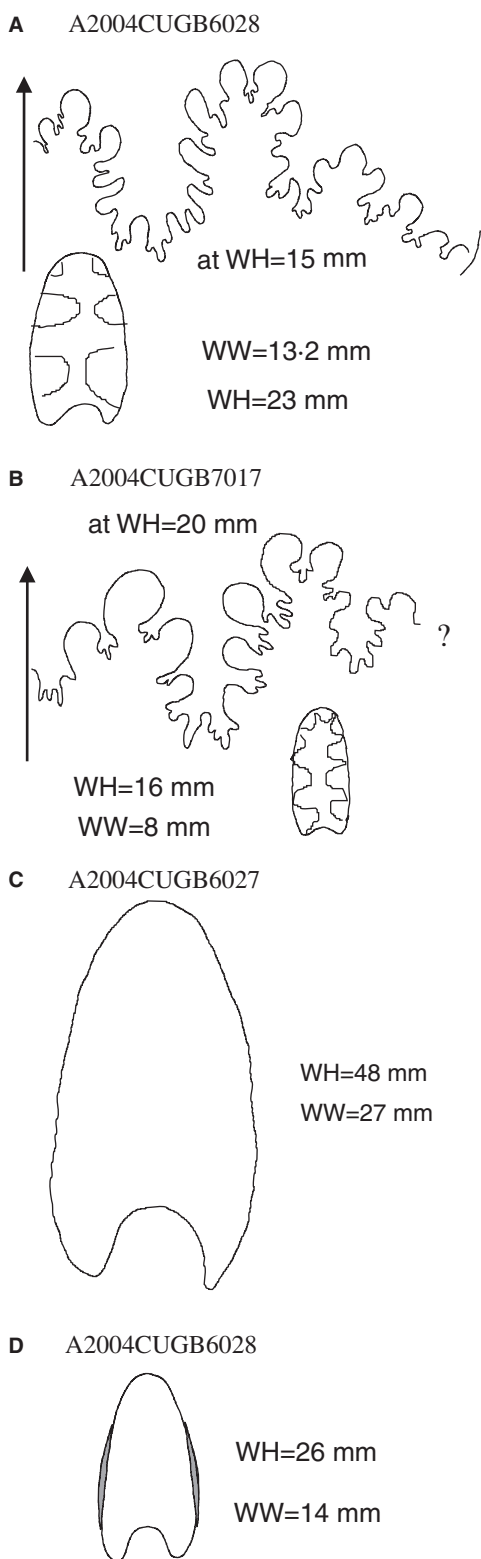 A A2004CUGB6028
at WH=15 mm
WW=13·2 mm
WH=23 mm
B A2004CUGB7017
at WH=20 mm
?
WH=16 mm
WW=8 mm
C A2004CUGB6027
WH=48 mm
WW=27 mm
D A2004CUGB6028
WH=26 mm
WW=14 mm